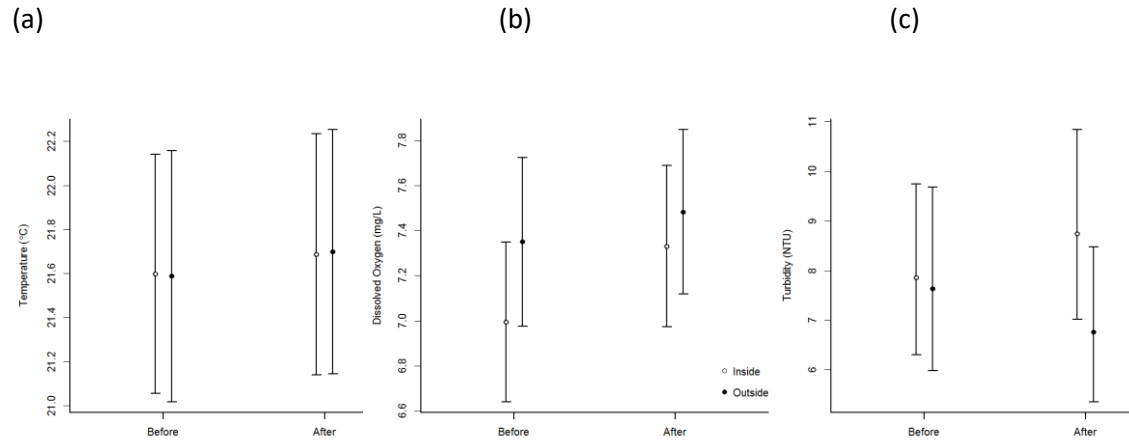 (a)
(b)
(c)
Temperature (°C)
22.2
22.0
21.8
21.6
21.4
21.2
21.0
Before
After
Dissolved Oxygen (mg/L)
7.8
7.6
7.4
7.2
7.0
6.8
6.6
Inside
Outside
Before
After
Turbidity (NTU)
11
10
9
8
7
6
Before
After